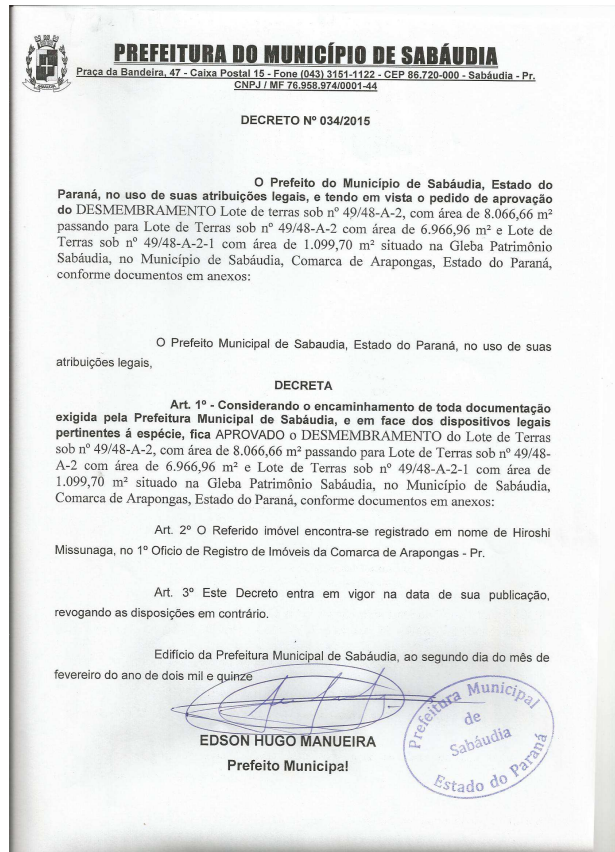 PREFEITURA DO MUNICÍPIO DE SABÁUDIA
Praça da Bandeira, 47 - Caixa Postal 15 - Fone (043) 3151-1122 - CEP 86.720-000 - Sabáudia - Pr.
CNPJ / MF 76.958.974/0001-44
DECRETO Nº 034/2015
O Prefeito do Município de Sabáudia, Estado do
Paraná, no uso de suas atribuições legais, e tendo em vista o pedido de aprovação
do DESMEMBRAMENTO Lote de terras sob nº 49/48-A-2, com área de 8.066,66 m²
passando para Lote de Terras sob nº 49/48-A-2 com área de 6.966,96 m² e Lote de
Terras sob nº 49/48-A-2-1 com área de 1.099,70 m² situado na Gleba Patrimônio
Sabáudia, no Município de Sabáudia, Comarca de Arapongas, Estado do Paraná,
conforme documentos em anexos:
O Prefeito Municipal de Sabaudia, Estado do Paraná, no uso de suas
atribuições legais,
DECRETA
Art. 1º - Considerando o encaminhamento de toda documentação
exigida pela Prefeitura Municipal de Sabáudia, e em face dos dispositivos legais
pertinentes á espécie, fica APROVADO o DESMEMBRAMENTO do Lote de Terras
sob nº 49/48-A-2, com área de 8.066,66 m² passando para Lote de Terras sob nº 49/48-
A-2 com área de 6.966,96 m² e Lote de Terras sob nº 49/48-A-2-1 com área de
1.099,70 m² situado na Gleba Patrimônio Sabáudia, no Município de Sabáudia,
Comarca de Arapongas, Estado do Paraná, conforme documentos em anexos:
Art. 2º O Referido imóvel encontra-se registrado em nome de Hiroshi
Missunaga, no 1º Oficio de Registro de Imóveis da Comarca de Arapongas - Pr.
Art. 3º Este Decreto entra em vigor na data de sua publicação,
revogando as disposições em contrário.
Edifício da Prefeitura Municipal de Sabáudia, ao segundo dia do mês de
fevereiro do ano de dois mil e quinze
EDSON HUGO MANUEIRA
Prefeito Municipal
Prefeitura Municipal
de
Sabáudia
Estado do Paraná